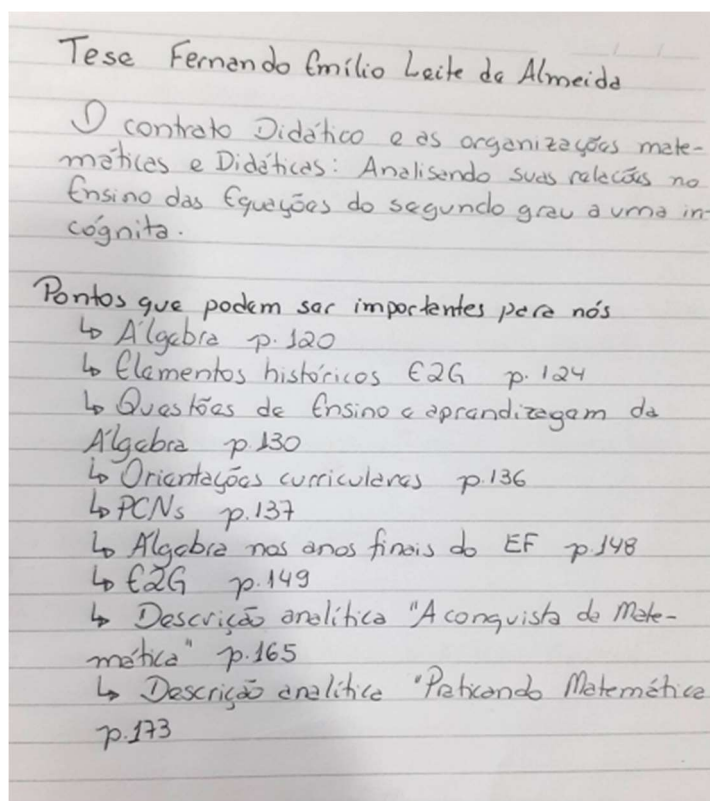 Tese Fernando Emílio Leite de Almeida
O contrato Didático e as organizações mate-
máticas e Didáticas: Analisando suas relações no
Ensino das Equações do segundo grau a uma in-
cógnita.
Pontos que podem ser importantes para nós
↳ Álgebra p. 120
↳ Elementos históricos E2G p. 124
↳ Questões de Ensino e aprendizagem da
Álgebra p. 130
↳ Orientações curriculares p. 136
↳ PCNs p. 137
↳ Álgebra nos anos finais do EF p. 148
↳ E2G p. 149
↳ Descrição analítica "A conquista da Mate-
mática" p. 165
↳ Descrição analítica "Praticando Matemática
p. 173